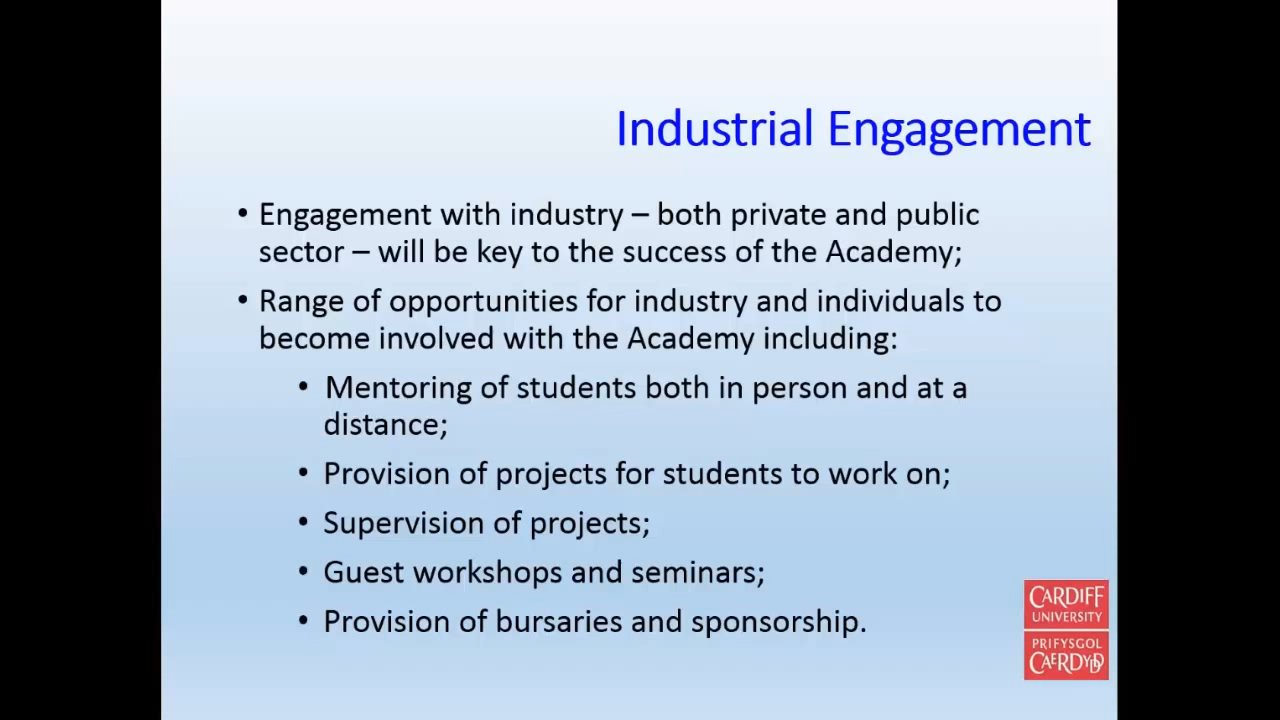 Industrial Engagement
• Engagement with industry – both private and public
sector – will be key to the success of the Academy;
• Range of opportunities for industry and individuals to
become involved with the Academy including:
• Mentoring of students both in person and at a
distance;
• Provision of projects for students to work on;
• Supervision of projects;
• Guest workshops and seminars;
• Provision of bursaries and sponsorship.
CARDIFF
UNIVERSITY
PRIFYSGOL
CAERDYDD